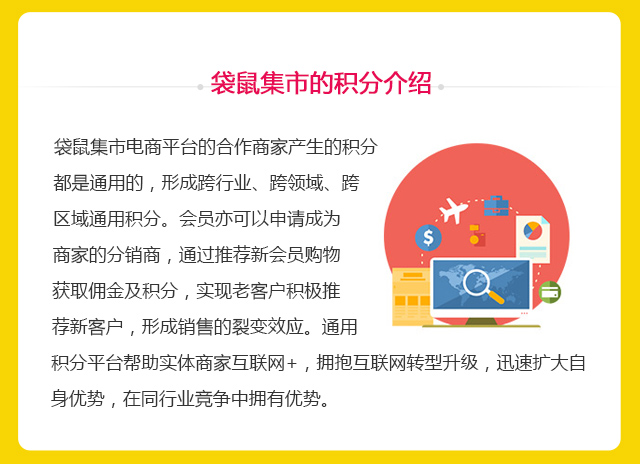 袋鼠集市的积分介绍
袋鼠集市电商平台的合作商家产生的积分
都是通用的，形成跨行业、跨领域、跨
区域通用积分。会员亦可以申请成为
商家的分销商，通过推荐新会员购物
获取佣金及积分，实现老客户积极推
荐新客户，形成销售的裂变效应。通用
积分平台帮助实体商家互联网+，拥抱互联网转型升级，迅速扩大自
身优势，在同行业竞争中拥有优势。
$